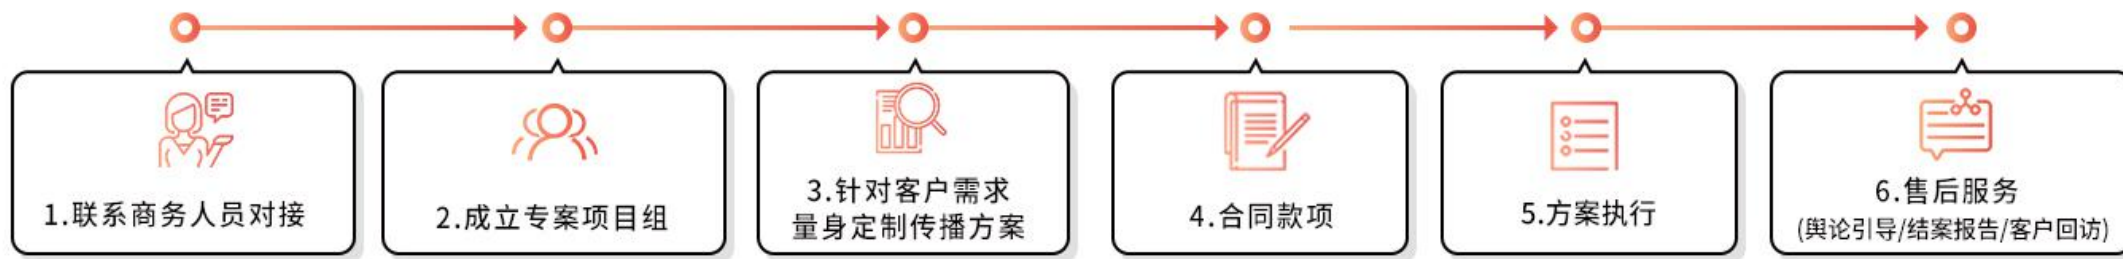 1.联系商务人员对接
2.成立专案项目组
3.针对客户需求
量身定制传播方案
4.合同款项
5.方案执行
6.售后服务
(舆论引导/结案报告/客户回访)